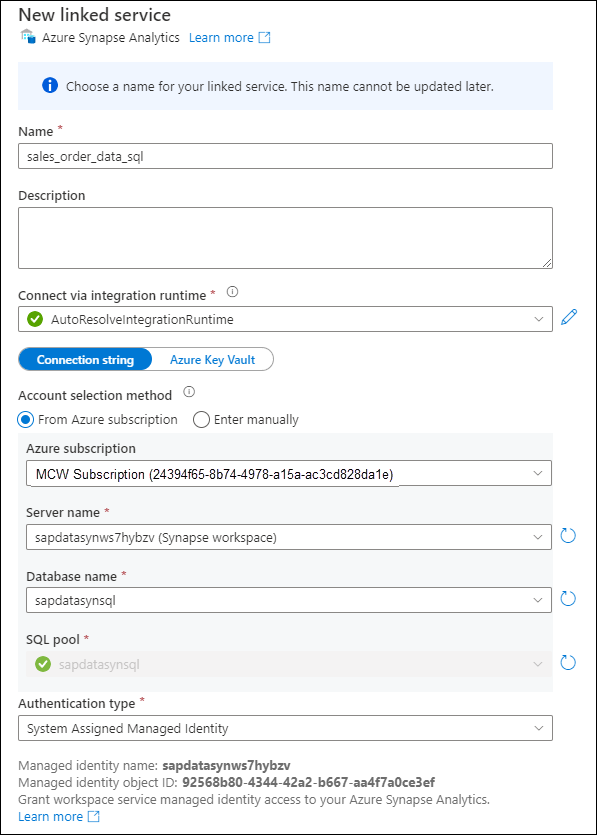 New linked service
Azure Synapse Analytics Learn more
Choose a name for your linked service. This name cannot be updated later.
Name *
sales_order_data_sql
Description
Connect via integration runtime *
AutoResolveIntegrationRuntime
Connection string Azure Key Vault
Account selection method
From Azure subscription Enter manually
Azure subscription
MCW Subscription (24394f65-8b74-4978-a15a-ac3cd828da1e)
Server name *
sapdatasynws7hybzv (Synapse workspace)
Database name *
sapdatasynsql
SQL pool *
sapdatasynsql
Authentication type *
System Assigned Managed Identity
Managed identity name: sapdatasynws7hybzv
Managed identity object ID: 92568b80-4344-42a2-b667-aa4f7a0ce3ef
Grant workspace service managed identity access to your Azure Synapse Analytics.
Learn more